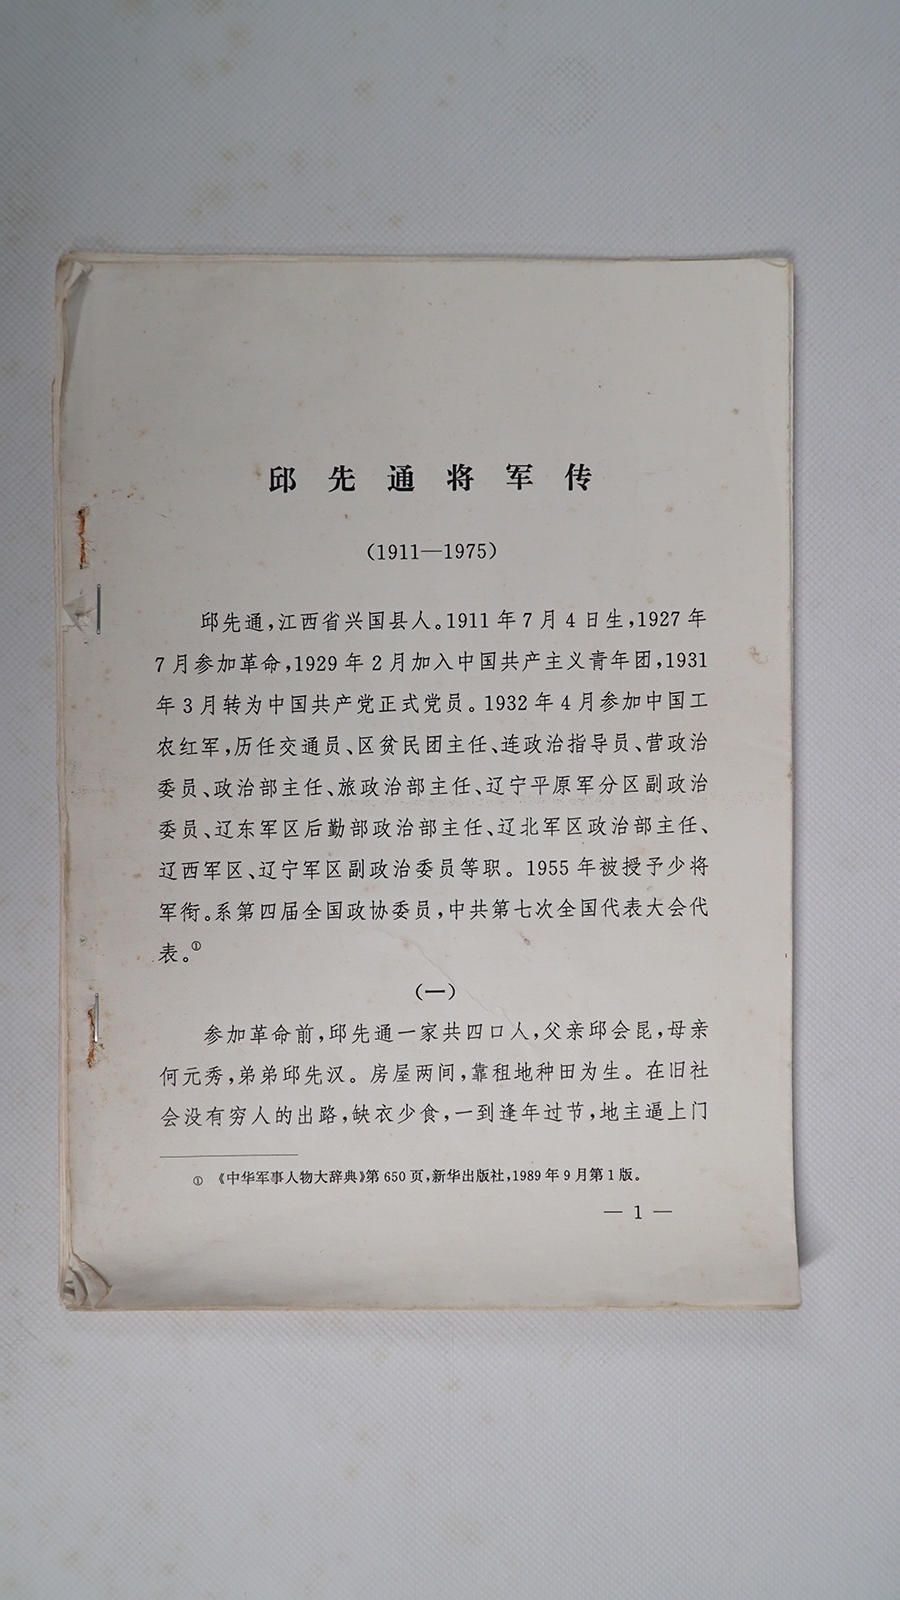 邱先通将军传
（1911—1975）
邱先通，江西省兴国县人。1911年7月4日生，1927年
7月参加革命，1929年2月加入中国共产主义青年团，1931
年3月转为中国共产党正式党员。1932年4月参加中国工
农红军，历任交通员、区贫民团主任、连政治指导员、营政治
委员、政治部主任、旅政治部主任、辽宁平原军分区副政治
委员、辽东军区后勤部政治部主任、辽北军区政治部主任、
辽西军区、辽宁军区副政治委员等职。1955年被授予少将
军衔。系第四届全国政协委员，中共第七次全国代表大会代
表。①
（一）
参加革命前，邱先通一家共四口人，父亲邱会昆，母亲
何元秀，弟弟邱先汉。房屋两间，靠租地种田为生。在旧社
会没有穷人的出路，缺衣少食，一到逢年过节，地主逼上门
① 《中华军事人物大辞典》第650页，新华出版社，1989年9月第1版。
— 1 —